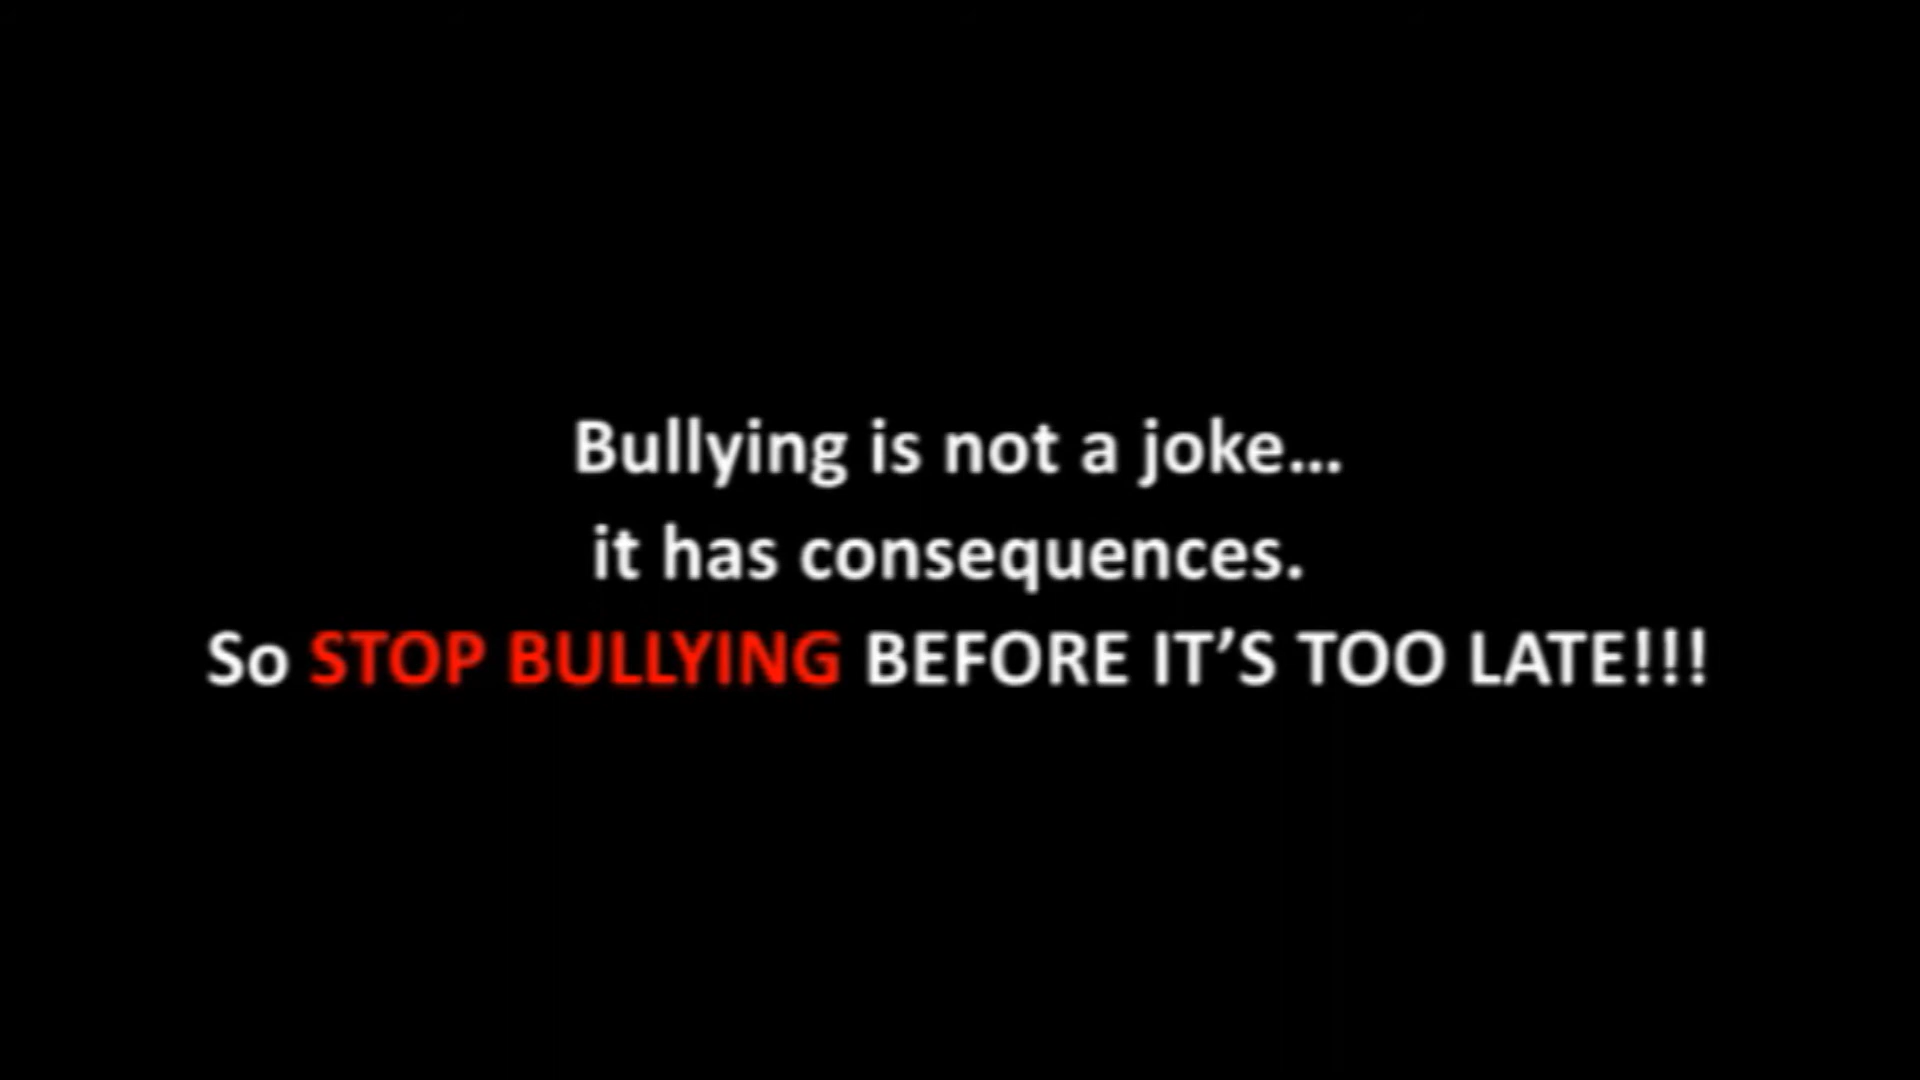 Bullying is not a joke...
it has consequences.
So STOP BULLYING BEFORE IT’S TOO LATE!!!